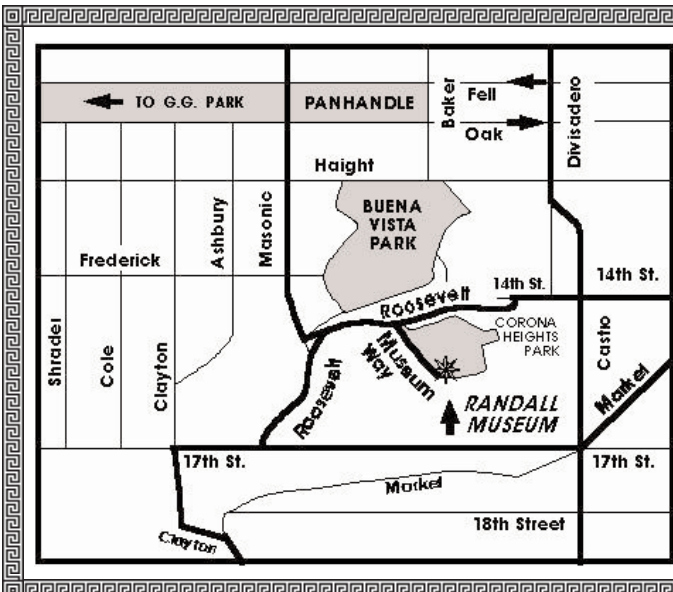 TO G.G. PARK
PANHANDLE
Baker
Fell
Oak
Divisadero
Haight
Ashbury
Masonic
BUENA
VISTA
PARK
Frederick
Roosevelt
14th St.
14th St.
CORONA
HEIGHTS
PARK
Shrader
Cole
Clayton
Roosevelt
Museum
Way
Castro
Market
RANDALL
MUSEUM
17th St.
17th St.
Market
18th Street
Clayton